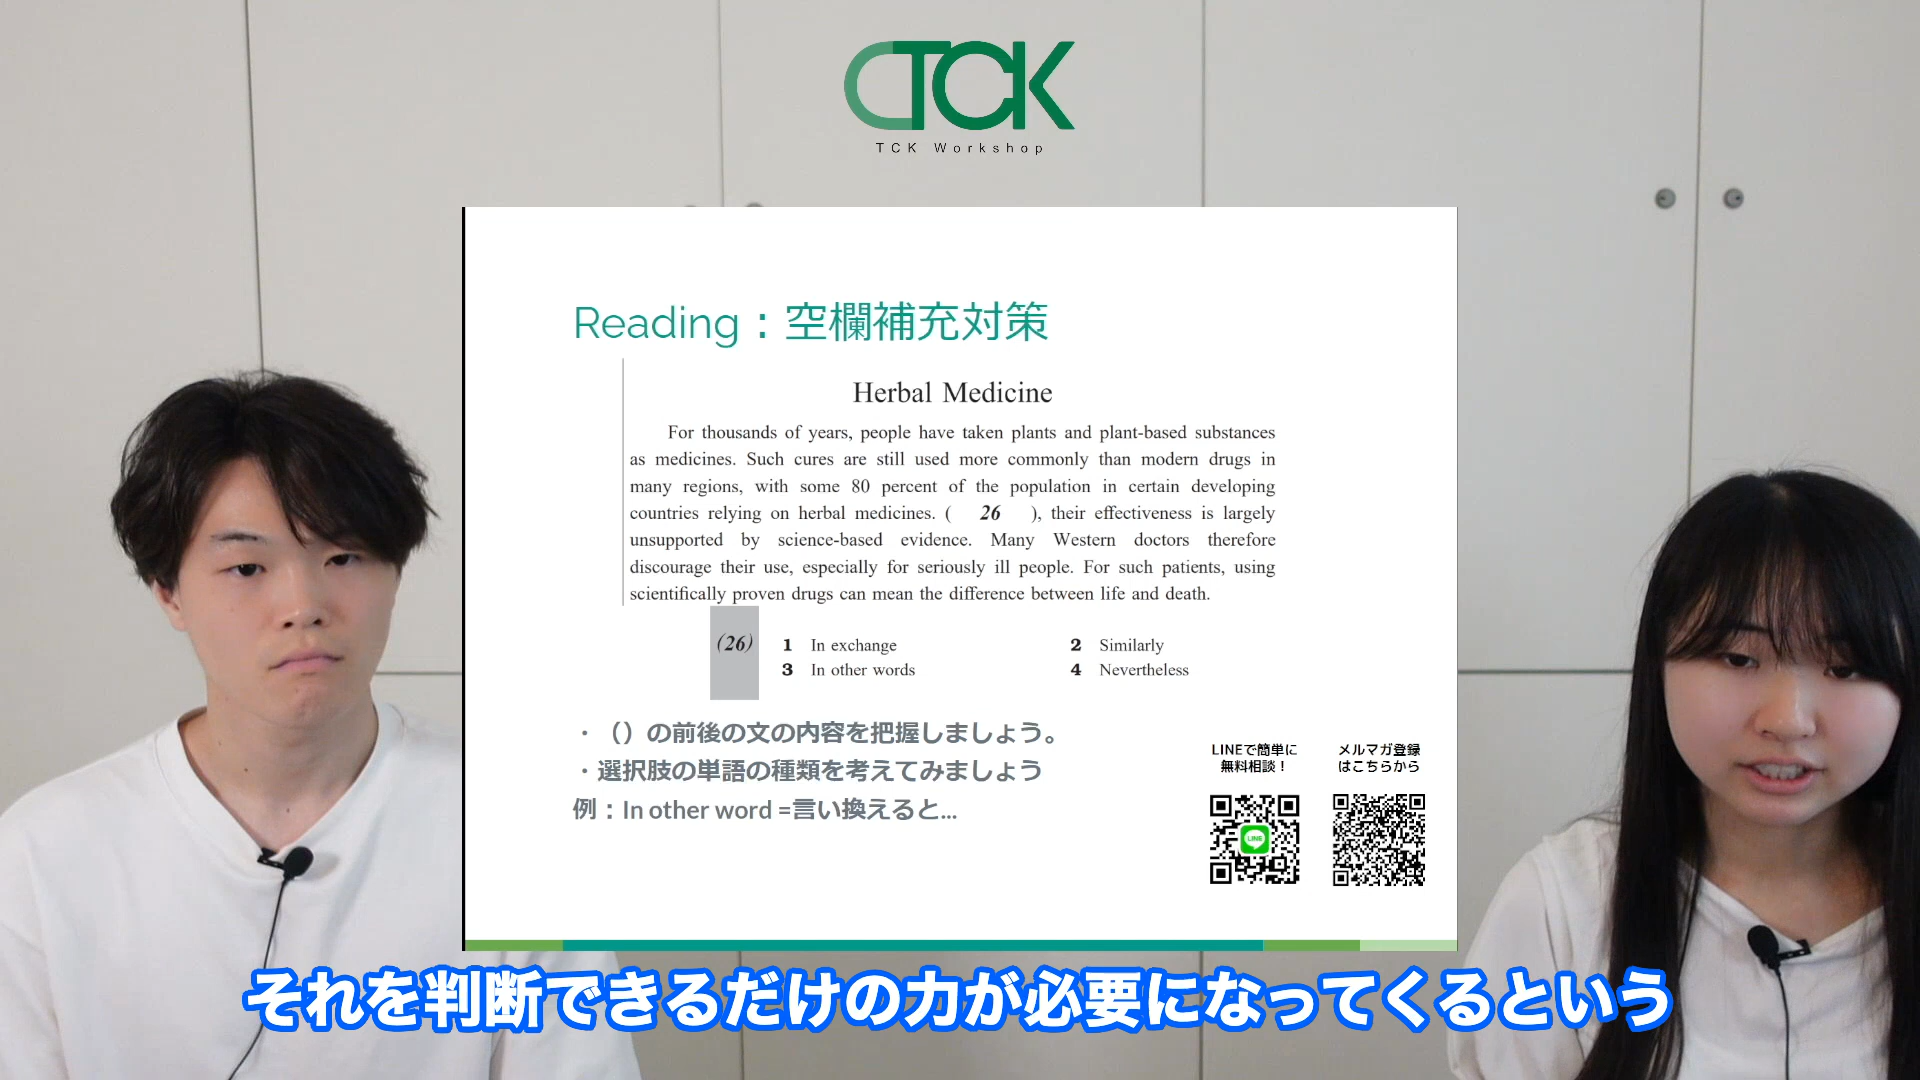 TCK
TCK Workshop
Reading：空欄補充対策
Herbal Medicine
For thousands of years, people have taken plants and plant-based substances
as medicines. Such cures are still used more commonly than modern drugs in
many regions, with some 80 percent of the population in certain developing
countries relying on herbal medicines. ( 26 ), their effectiveness is largely
unsupported by science-based evidence. Many Western doctors therefore
discourage their use, especially for seriously ill people. For such patients, using
scientifically proven drugs can mean the difference between life and death.
(26) 1 In exchange 2 Similarly
3 In other words 4 Nevertheless
・（）の前後の文の内容を把握しましょう。
・選択肢の単語の種類を考えてみましょう
例：In other word =言い換えると...
LINEで簡単に
無料相談！
メルマガ登録
はこちらから
LINE
それを判断できるだけの力が必要になってくるという